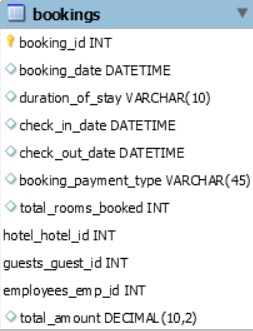 bookings
booking_id INT
booking_date DATETIME
duration_of_stay VARCHAR(10)
check_in_date DATETIME
check_out_date DATETIME
booking_payment_type VARCHAR(45)
total_rooms_booked INT
hotel_hotel_id INT
guests_guest_id INT
employees_emp_id INT
total_amount DECIMAL(10,2)